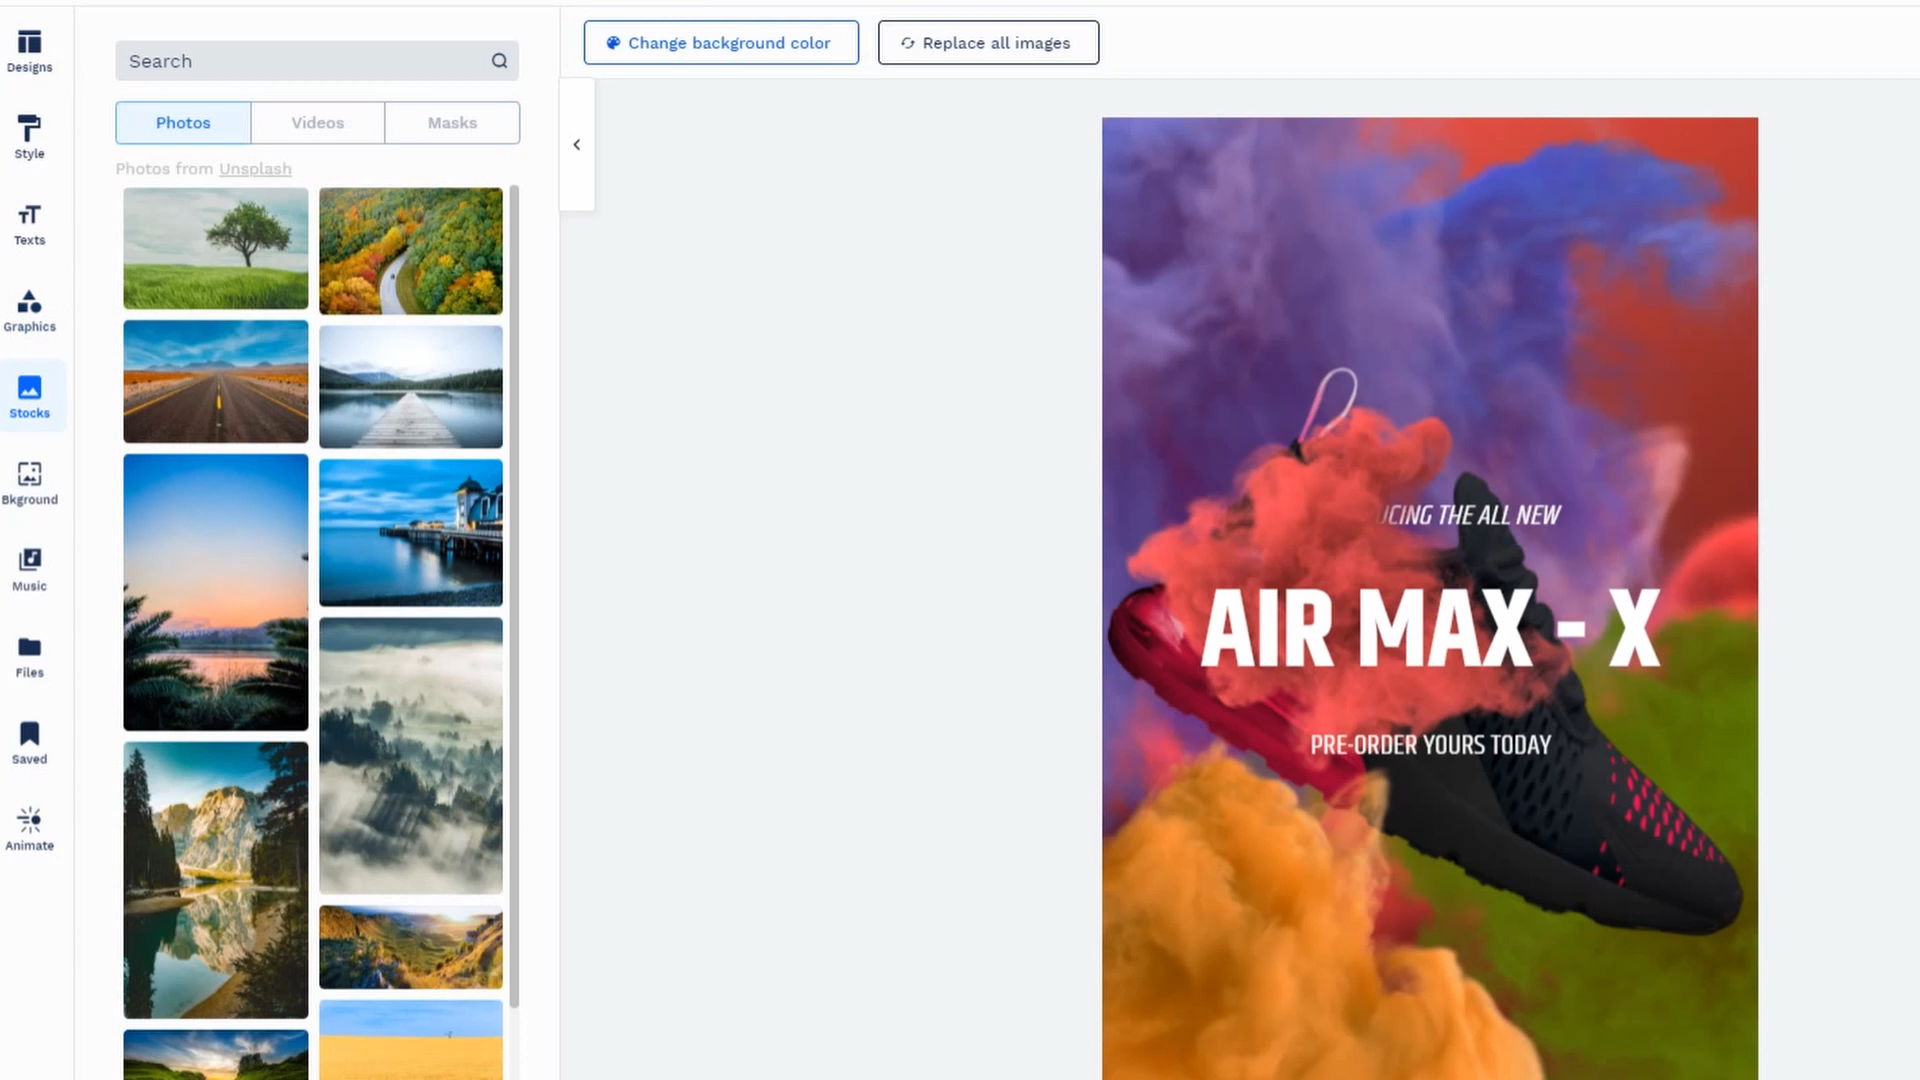 Designs
Style
Texts
Graphics
Stocks
Bkground
Music
Files
Saved
Animate
Search
Photos
Videos
Masks
Photos from Unsplash
Change background color
Replace all images
THE ALL NEW
AIR MAX - X
PRE-ORDER YOURS TODAY